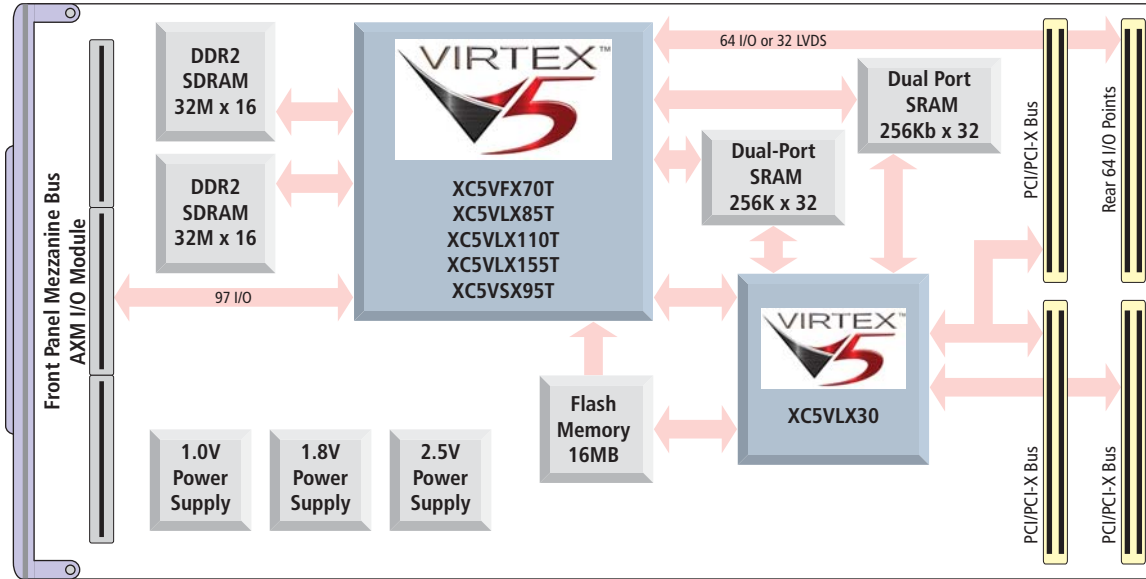 Front Panel Mezzanine Bus
AXM I/O Module
DDR2
SDRAM
32M x 16
DDR2
SDRAM
32M x 16
97 I/O
VIRTEX™
5
XC5VFX70T
XC5VLX85T
XC5VLX110T
XC5VLX155T
XC5VSX95T
64 I/O or 32 LVDS
Dual Port
SRAM
256Kb x 32
Dual-Port
SRAM
256K x 32
PCI/PCI-X Bus
Rear 64 I/O Points
VIRTEX™
5
XC5VLX30
Flash
Memory
16MB
1.0V
Power
Supply
1.8V
Power
Supply
2.5V
Power
Supply
PCI/PCI-X Bus
PCI/PCI-X Bus